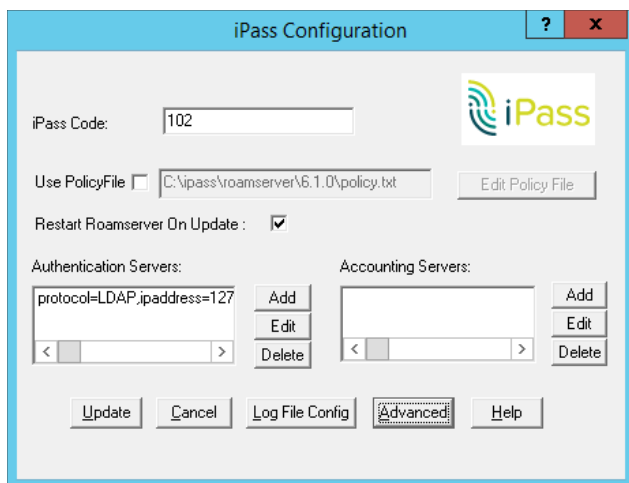 iPass Configuration
? x
iPass Code: 102
iPass
Use PolicyFile C:\ipass\roamserver\6.1.0\policy.txt Edit Policy File
Restart Roamserver On Update :
Authentication Servers: Accounting Servers:
protocol=LDAP,ipaddress=127 Add Add
Edit Edit
Delete Delete
Update Cancel Log File Config Advanced Help